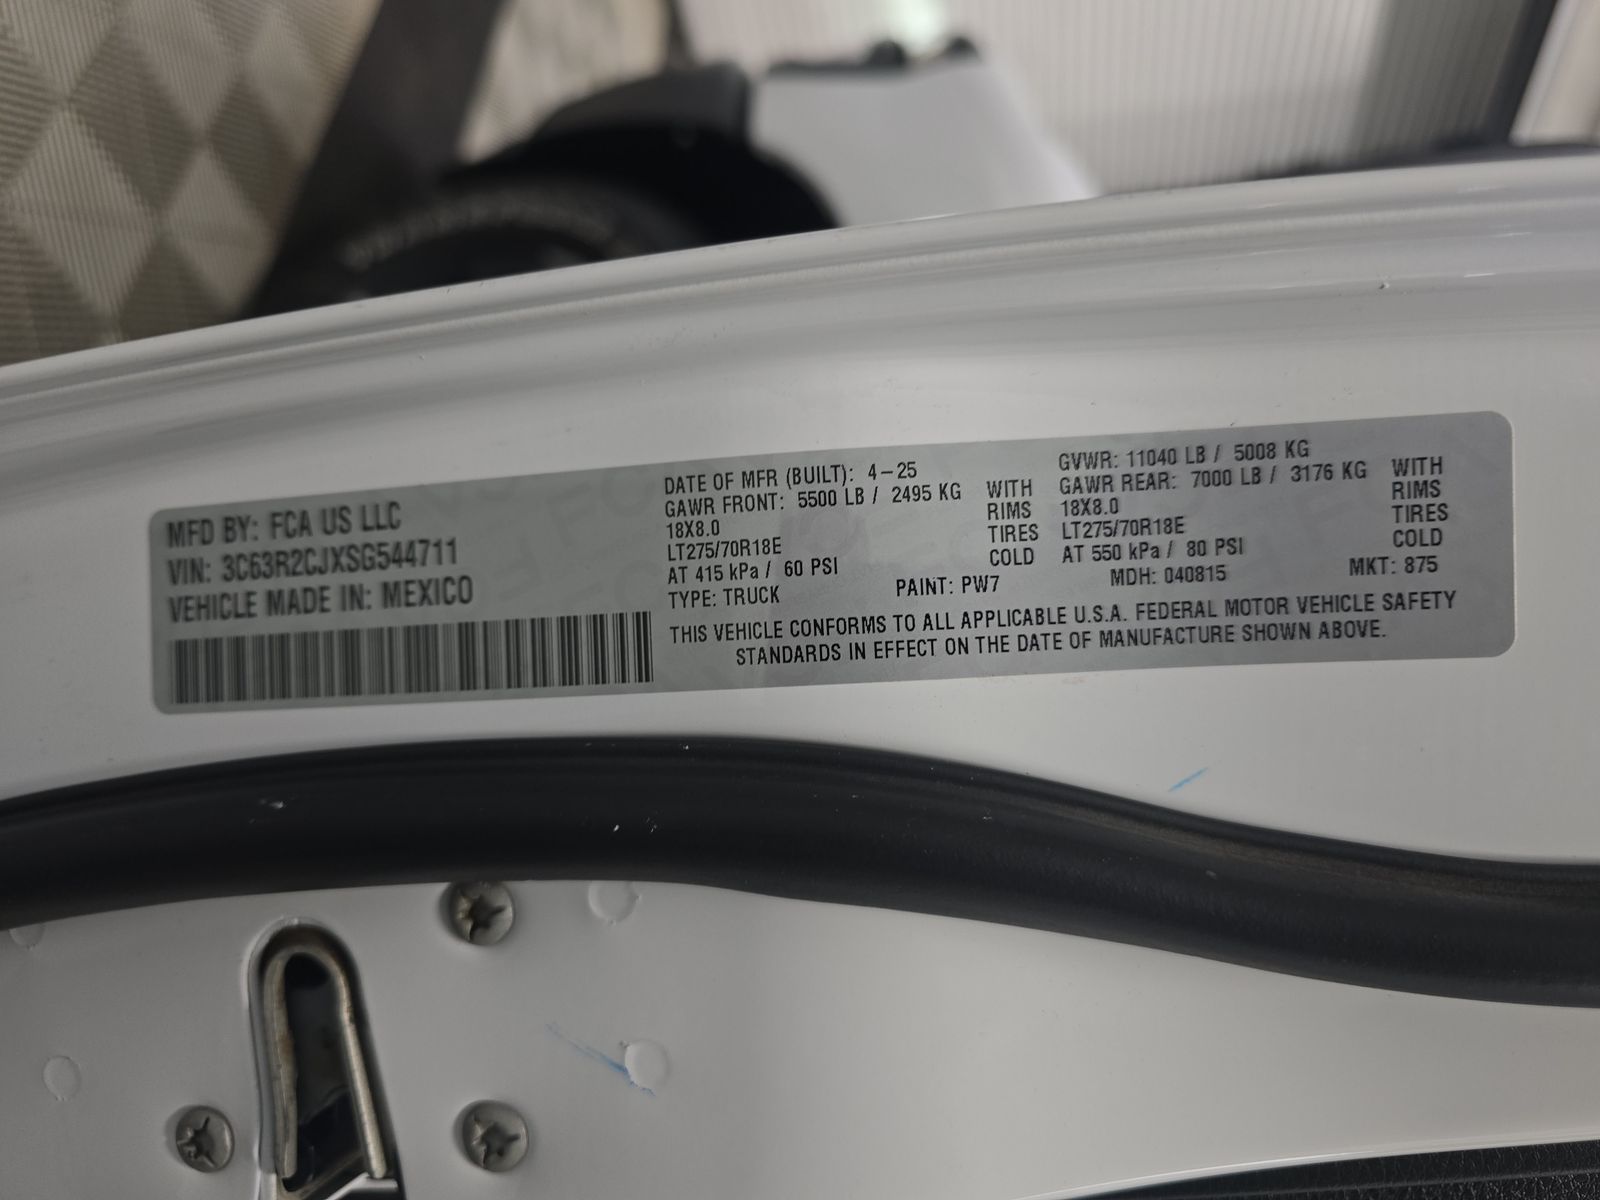 MFD BY: FCA US LLC
VIN: 3C63R2CJXSG544711
VEHICLE MADE IN: MEXICO
DATE OF MFR (BUILT): 4-25
GAWR FRONT: 5500 LB / 2495 KG WITH
18X8.0 RIMS
LT275/70R18E TIRES
AT 415 kPa / 60 PSI COLD
TYPE: TRUCK PAINT: PW7
GVWR: 11040 LB / 5008 KG
GAWR REAR: 7000 LB / 3176 KG WITH
18X8.0 RIMS
LT275/70R18E TIRES
AT 550 kPa / 80 PSI COLD
MDH: 040815 MKT: 875
THIS VEHICLE CONFORMS TO ALL APPLICABLE U.S.A. FEDERAL MOTOR VEHICLE SAFETY
STANDARDS IN EFFECT ON THE DATE OF MANUFACTURE SHOWN ABOVE.